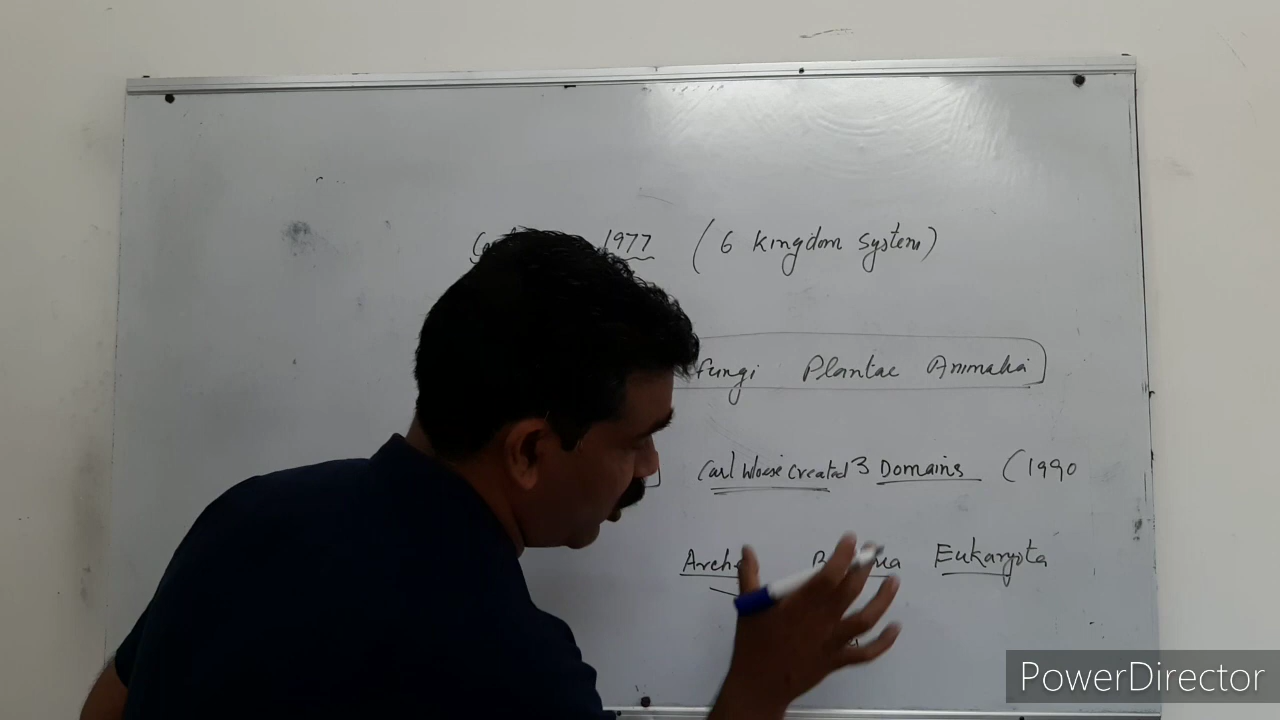 1977 (6 Kingdom System)
Fungi Plantae Animalia
Carl Woese Created 3 Domains (1990
Eukaryota
PowerDirector